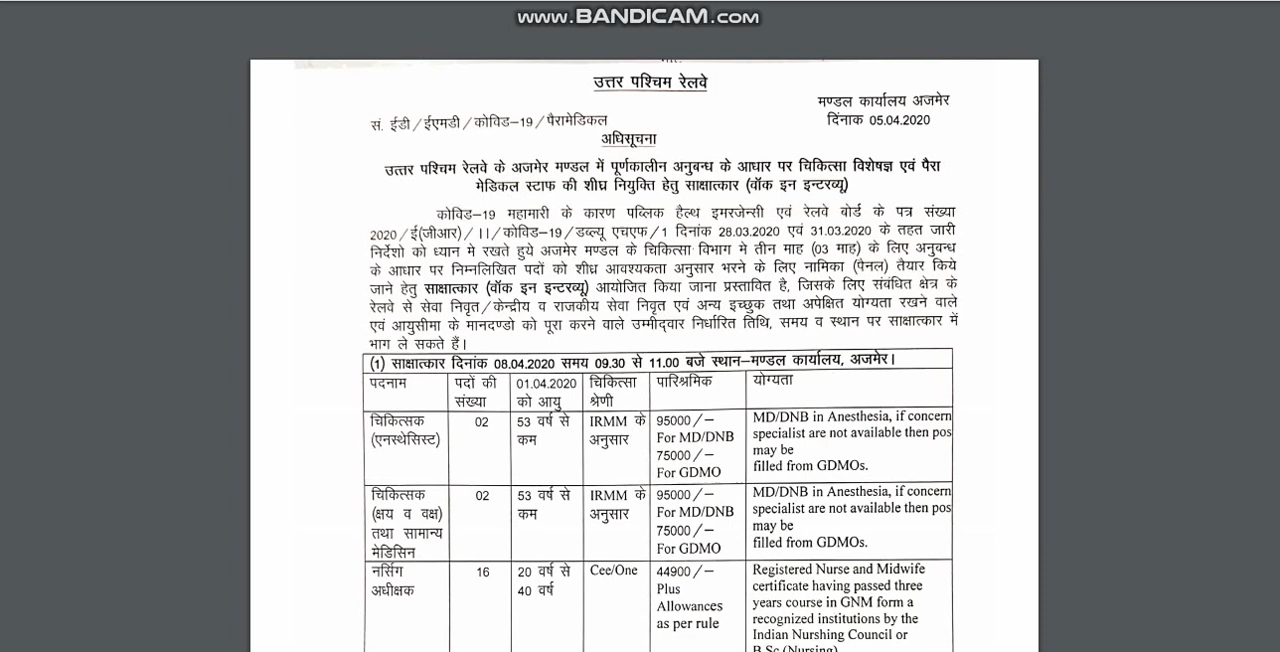 www.BANDICAM.com
उत्तर पश्चिम रेलवे
मण्डल कार्यालय अजमेर
सं. ईडी/ईएमडी/कोविड–19/पैरामेडिकल
दिंनाक 05.04.2020
अधिसूचना
उत्तर पश्चिम रेलवे के अजमेर मण्डल में पूर्णकालीन अनुबन्ध के आधार पर चिकित्सा विशेषज्ञ एवं पैरा
मेडिकल स्टाफ की शीघ्र नियुक्ति हेतु साक्षात्कार (वॉक इन इन्टरव्यू)
कोविड–19 महामारी के कारण पब्लिक हैल्थ इमरजेन्सी एवं रेलवे बोर्ड के पत्र संख्या
2020/ई(जीआर)/।।/कोविड–19/डब्ल्यू एचएफ/1 दिनांक 28.03.2020 एवं 31.03.2020 के तहत जारी
निर्देशो को ध्यान मे रखते हुये अजमेर मण्डल के चिकित्सा विभाग मे तीन माह (03 माह) के लिए अनुबन्ध
के आधार पर निम्नलिखित पदों को शीध्र आवश्यकता अनुसार भरने के लिए नामिका (पैनल) तैयार किये
जाने हेतु साक्षात्कार (वॉक इन इन्टरव्यू) आयोजित किया जाना प्रस्तावित है, जिसके लिए संबंधित क्षेत्र के
रेलवे से सेवा निवृत/केन्द्रीय व राजकीय सेवा निवृत एवं अन्य इच्छुक तथा अपेक्षित योग्यता रखने वाले
एवं आयुसीमा के मानदण्डो को पूरा करने वाले उम्मीद्वार निर्धारित तिथि, समय व स्थान पर साक्षात्कार में
भाग ले सकते हैं।
(1) साक्षात्कार दिनांक 08.04.2020 समय 09.30 से 11.00 बजे स्थान–मण्डल कार्यालय, अजमेर।
पदनाम पदों की 01.04.2020 चिकित्सा पारिश्रमिक योग्यता
संख्या को आयु श्रेणी
चिकित्सक 02 53 वर्ष से IRMM के 95000/– MD/DNB in Anesthesia, if concern
(एनस्थेसिस्ट) कम अनुसार For MD/DNB specialist are not available then pos
75000/– may be
For GDMO filled from GDMOs.
चिकित्सक 02 53 वर्ष से IRMM के 95000/– MD/DNB in Anesthesia, if concern
(क्षय व वक्ष) कम अनुसार For MD/DNB specialist are not available then pos
तथा सामान्य 75000/– may be
मेडिसिन For GDMO filled from GDMOs.
नर्सिग 16 20 वर्ष से Cee/One 44900/– Registered Nurse and Midwife
अधीक्षक 40 वर्ष Plus certificate having passed three
Allowances years course in GNM form a
as per rule recognized institutions by the
Indian Nurshing Council or
B.Sc (Nursing)